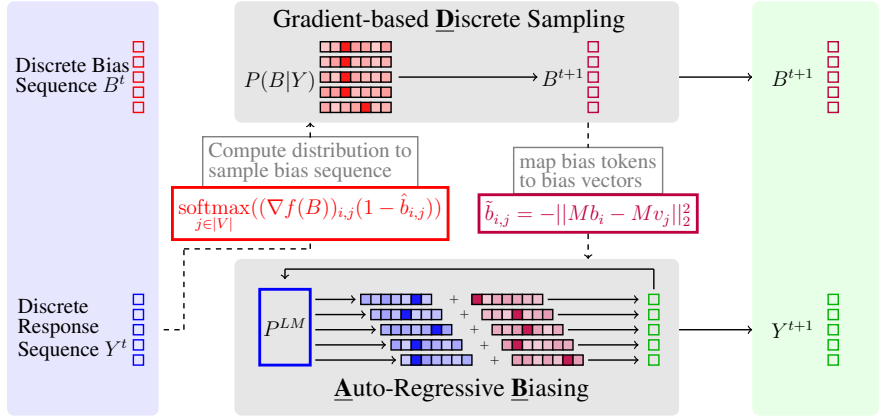 Gradient-based Discrete Sampling
Discrete Bias
Sequence B^t
P(B|Y)
B^{t+1}
B^{t+1}
Compute distribution to
sample bias sequence
map bias tokens
to bias vectors
softmax((∇f(B))_{i,j}(1 - \hat{b}_{i,j}))
j∈|V|
\tilde{b}_{i,j} = -||Mb_i - Mv_j||_2^2
Discrete
Response
Sequence Y^t
P^{LM}
+
+
+
+
+
Y^{t+1}
Auto-Regressive Biasing